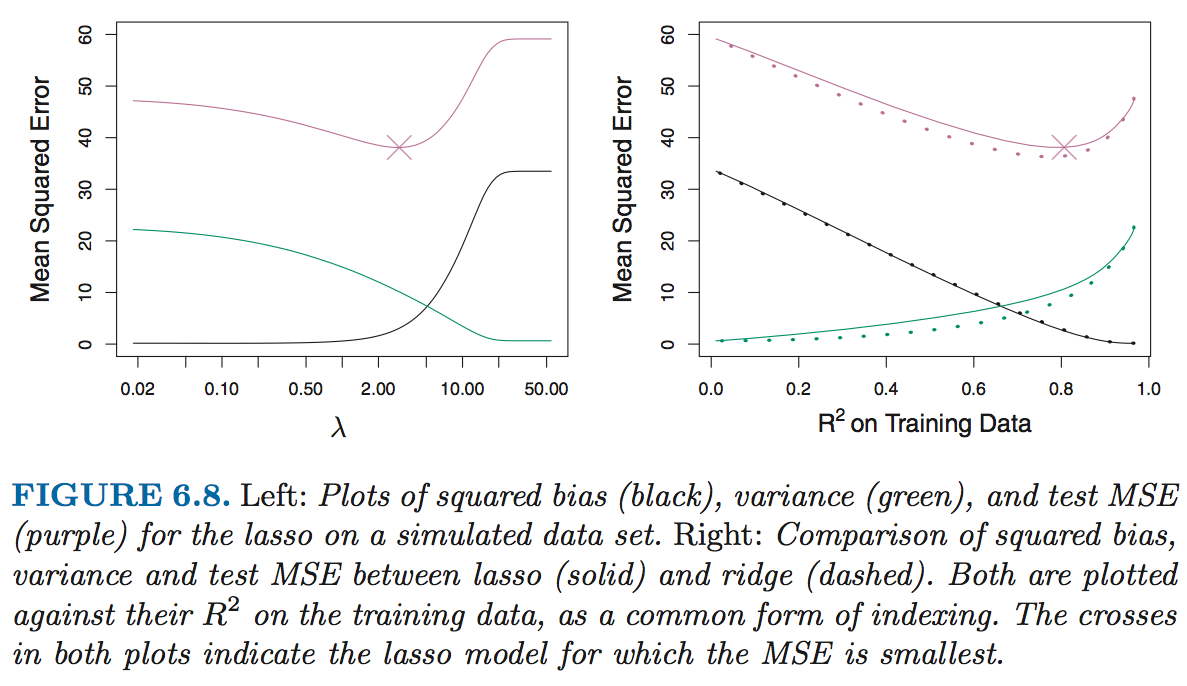 Mean Squared Error
0 10 20 30 40 50 60
0.02 0.10 0.50 2.00 10.00 50.00
λ
Mean Squared Error
0 10 20 30 40 50 60
0.0 0.2 0.4 0.6 0.8 1.0
R² on Training Data
FIGURE 6.8. Left: Plots of squared bias (black), variance (green), and test MSE
(purple) for the lasso on a simulated data set. Right: Comparison of squared bias,
variance and test MSE between lasso (solid) and ridge (dashed). Both are plotted
against their R² on the training data, as a common form of indexing. The crosses
in both plots indicate the lasso model for which the MSE is smallest.